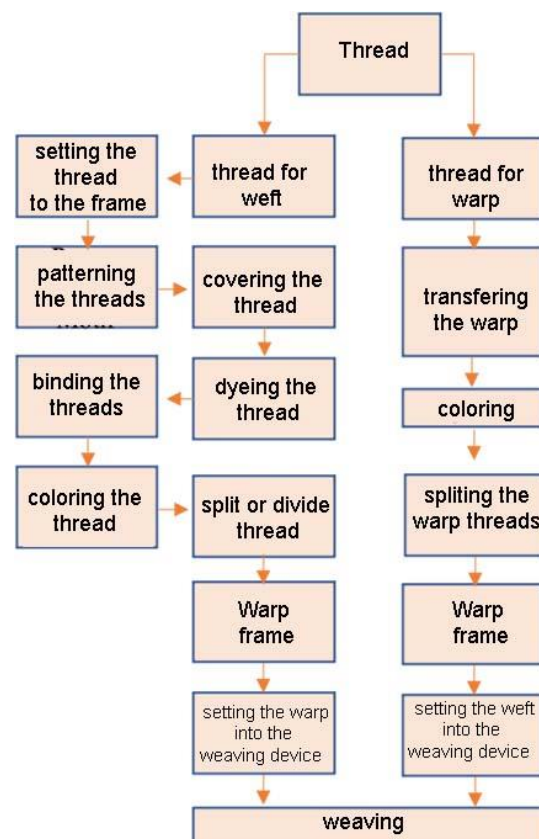 Thread
setting the
thread
to the frame
thread for
weft
thread for
warp
patterning
the threads
covering the
thread
transfering
the warp
binding the
threads
dyeing the
thread
coloring
coloring the
thread
split or divide
thread
spliting the
warp threads
Warp
frame
Warp
frame
setting the warp
into the
weaving device
setting the weft
into the
weaving device
weaving